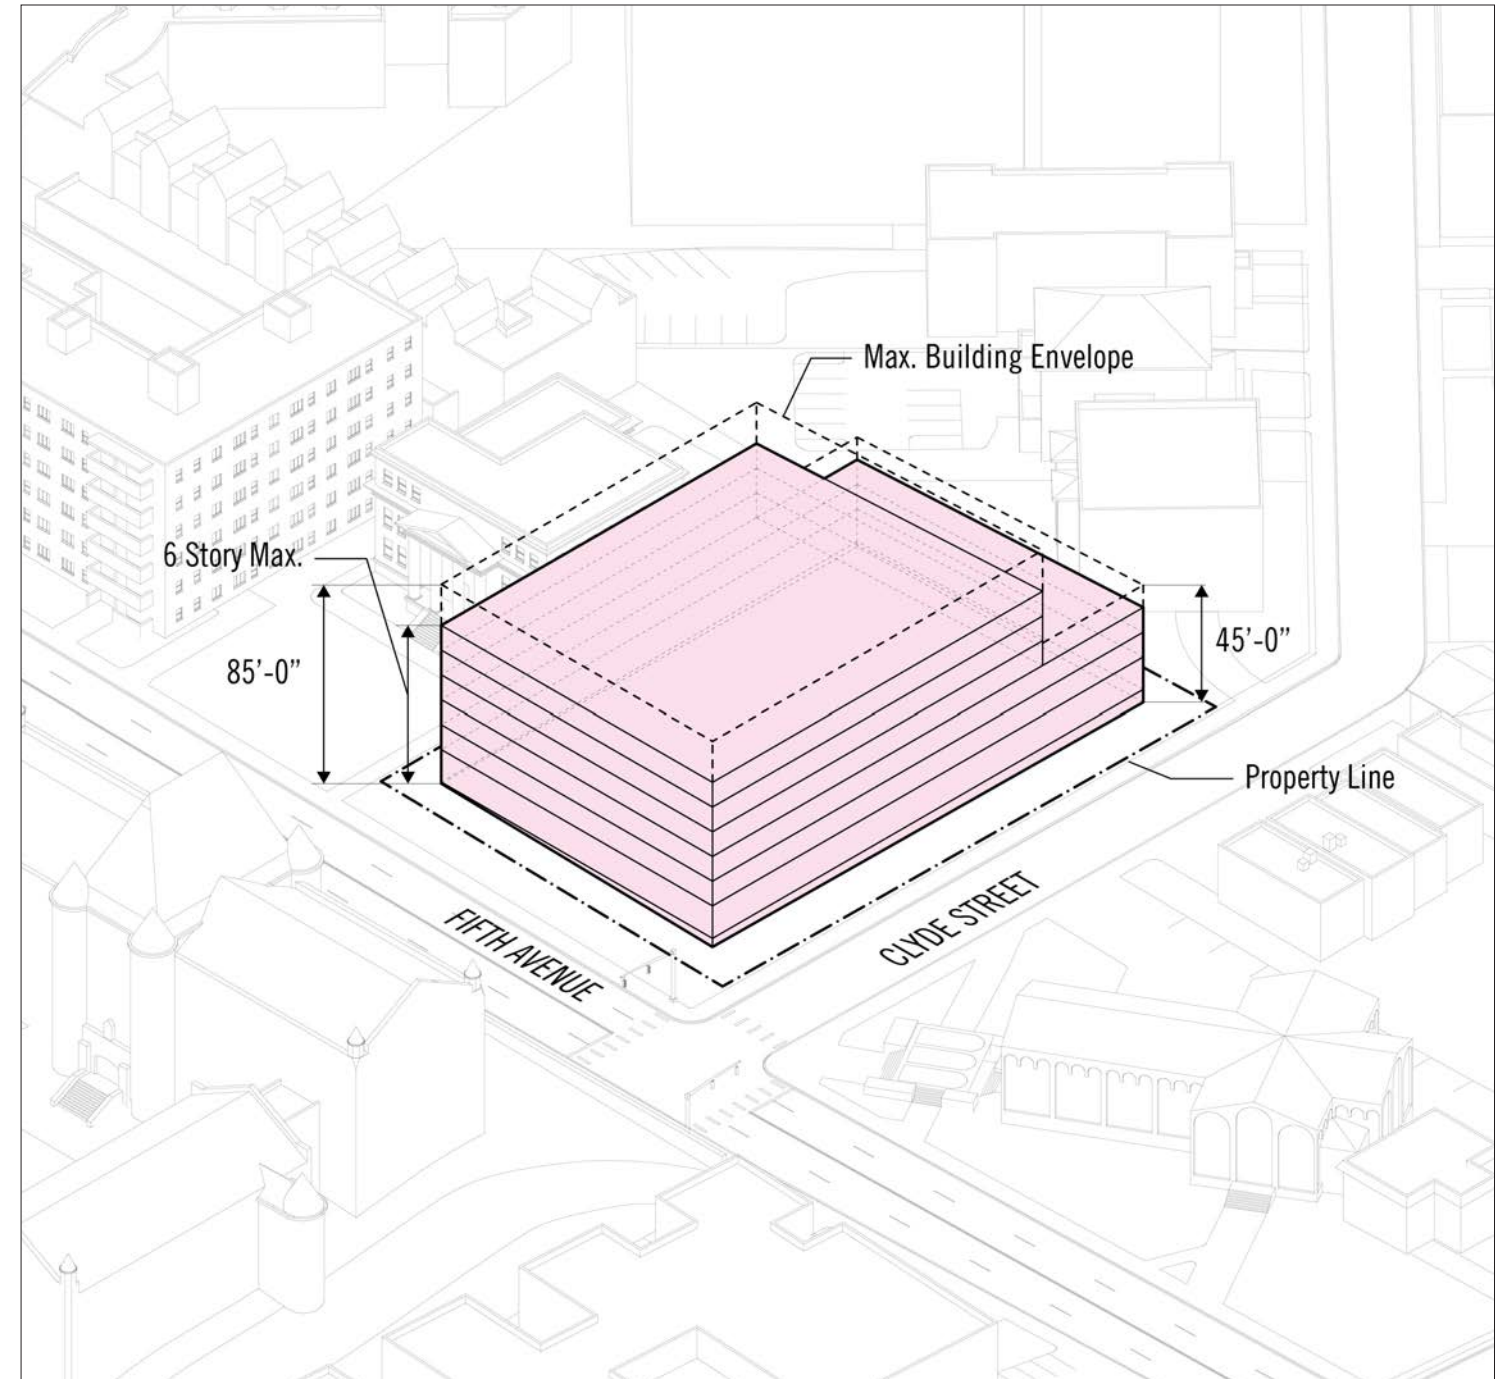 Max. Building Envelope
6 Story Max.
85’-0”
45’-0”
Property Line
FIFTH AVENUE
CLYDE STREET